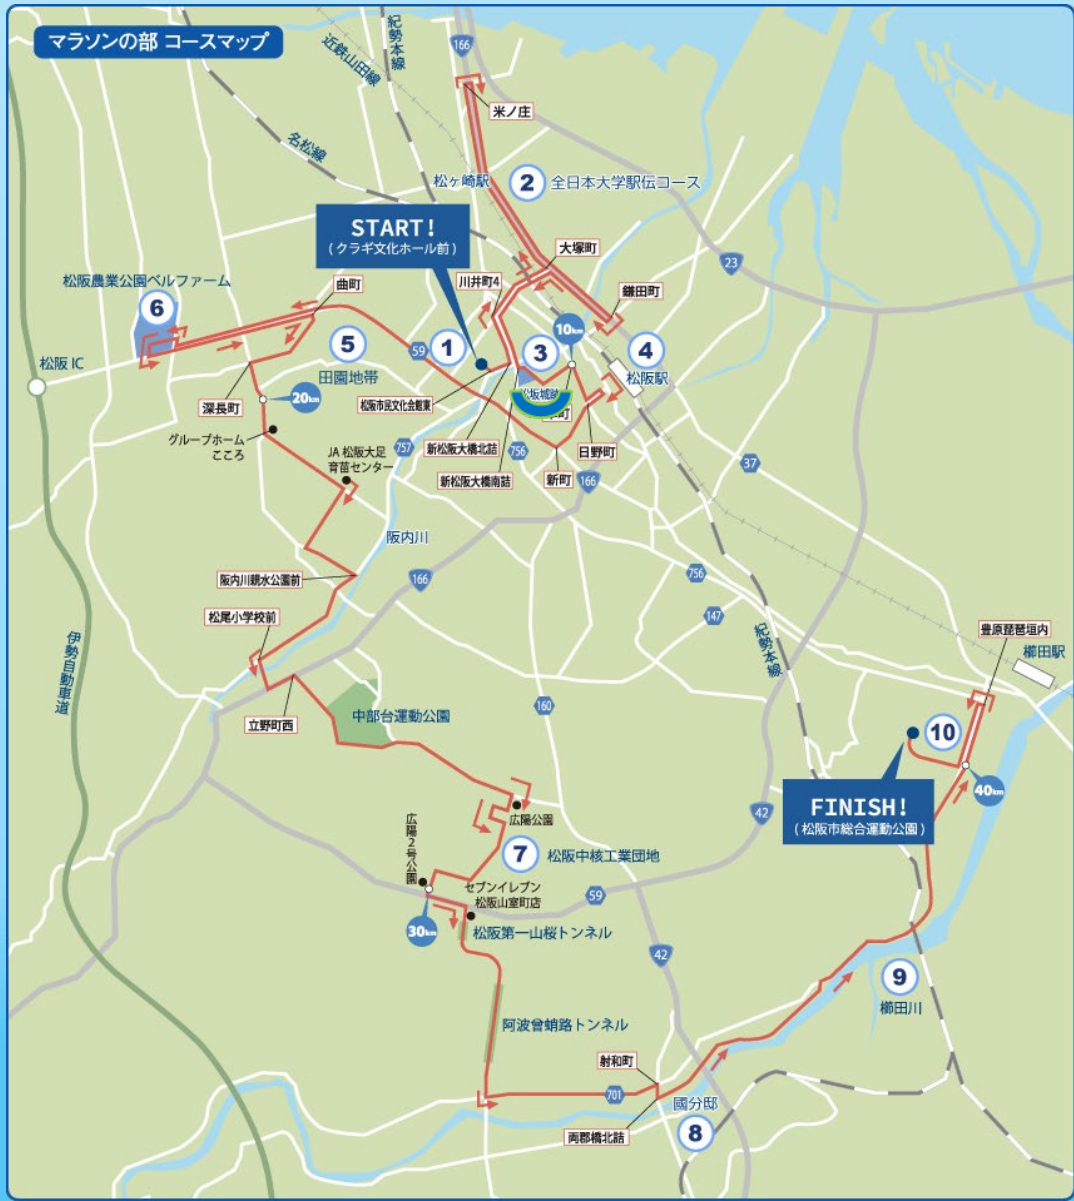 マラソンの部 コースマップ
166
紀勢本線
近鉄山田線
名松線
米ノ庄
松ヶ崎駅
2
全日本大学駅伝コース
START!
(クラギ文化ホール前)
大塚町
23
松阪農業公園ベルファーム
6
曲町
川井町4
鎌田町
10km
松阪IC
5
田園地帯
59
1
3
4
松阪駅
20km
深長町
松阪市民文化会館東
グループホーム
こころ
757
新松阪大橋北詰
756
日野町
JA 松阪大足
育苗センター
新松阪大橋南詰
新町
166
37
阪内川
阪内川親水公園前
166
756
松尾小学校前
147
伊勢自動車道
紀勢本線
豊原琵琶垣内
櫛田駅
立野町西
中部台運動公園
160
10
40km
FINISH!
(松阪市総合運動公園)
42
広陽公園
広陽2号公園
7
松阪中核工業団地
セブンイレブン
松阪山室町店
59
30km
松阪第一山桜トンネル
42
9
櫛田川
阿波曽蛸路トンネル
射和町
701
國分邸
両郡橋北詰
8